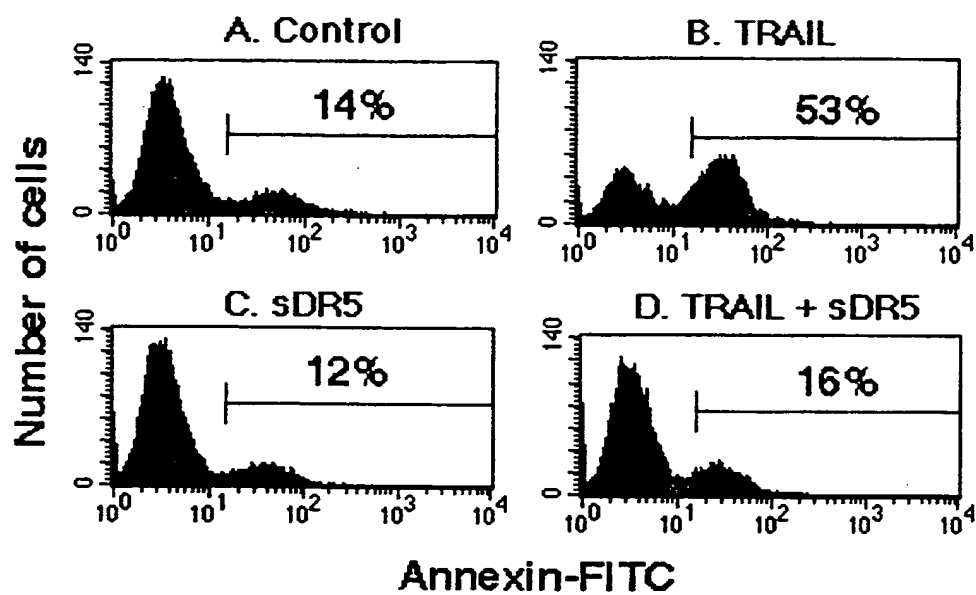 A. Control
140
14%
0
10^0 10^1 10^2 10^3 10^4
B. TRAIL
140
53%
0
10^0 10^1 10^2 10^3 10^4
C. sDR5
140
12%
0
10^0 10^1 10^2 10^3 10^4
D. TRAIL + sDR5
140
16%
0
10^0 10^1 10^2 10^3 10^4
Number of cells
Annexin-FITC